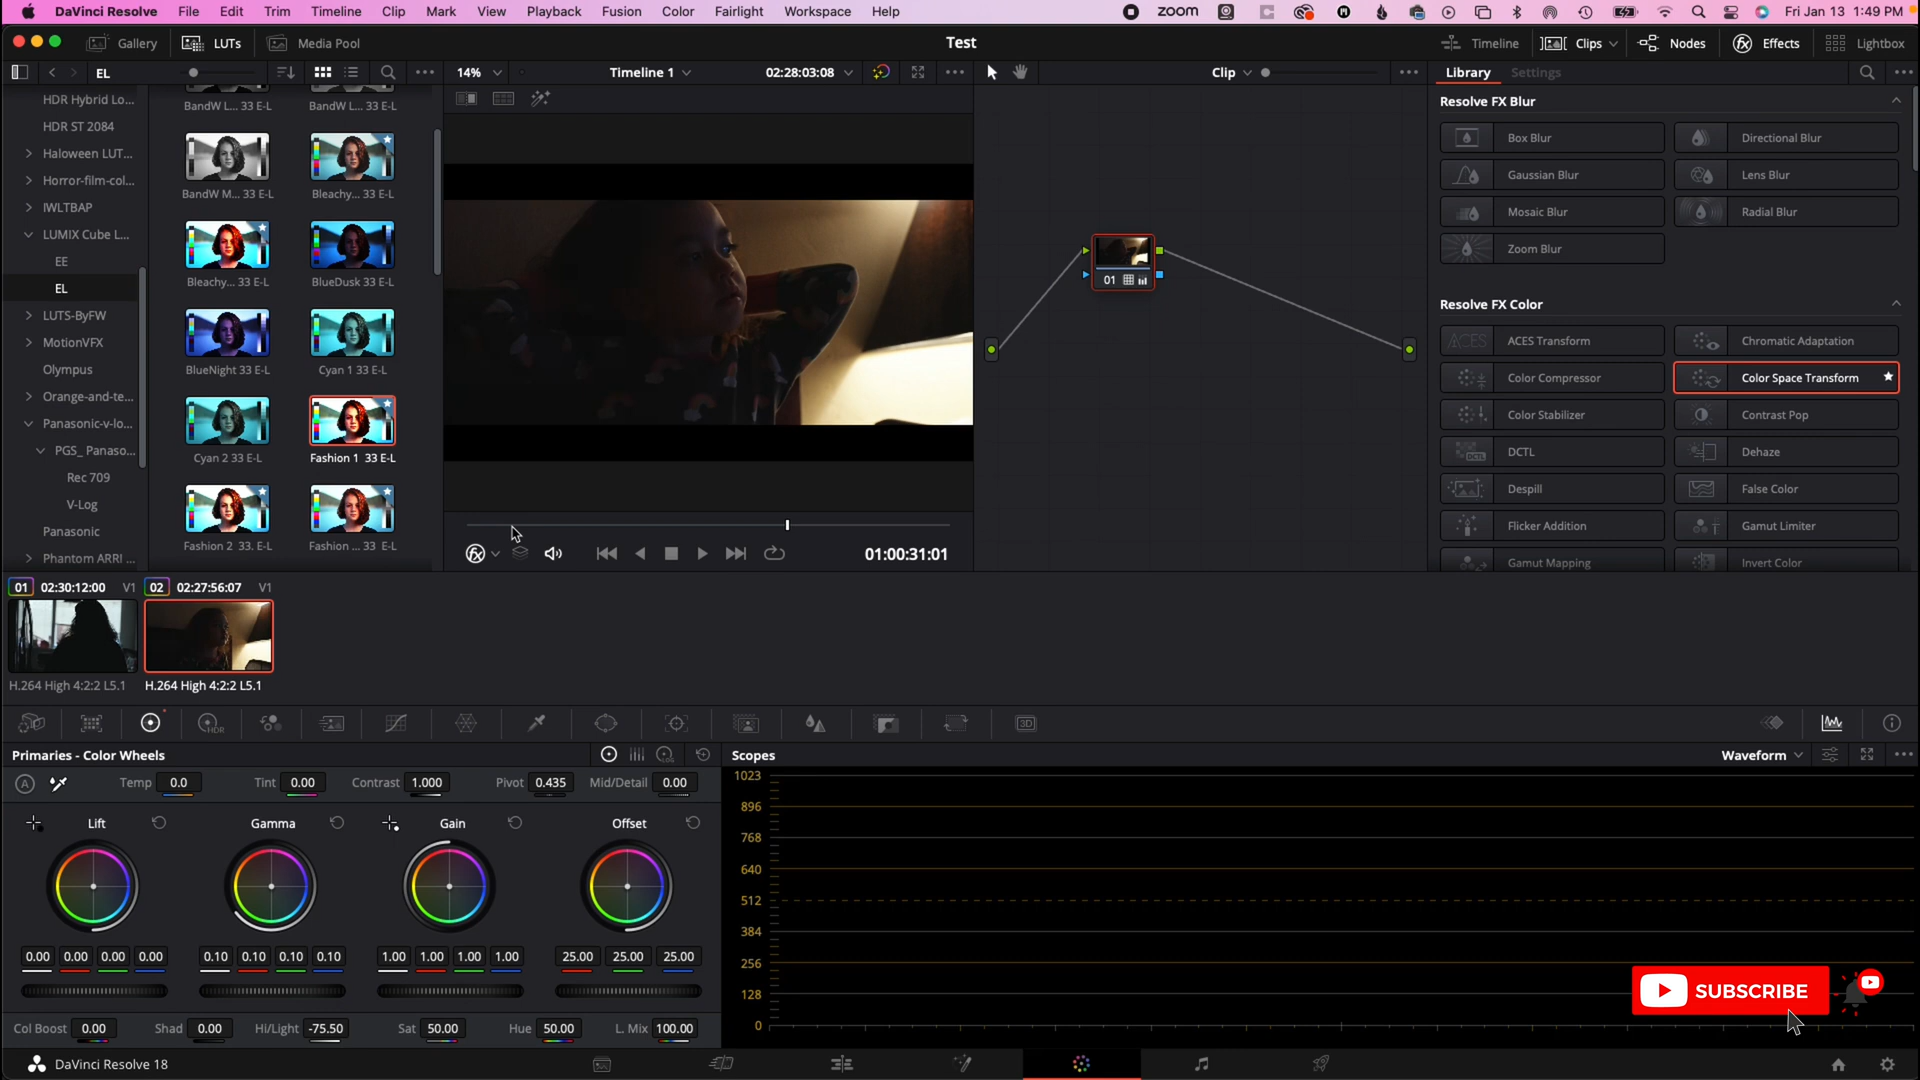 DaVinci Resolve File Edit Trim Timeline Clip Mark View Playback Fusion Color Fairlight Workspace Help zoom Fri Jan 13 1:49 PM
Gallery LUTs Media Pool Test Timeline Clips Nodes Effects Lightbox
EL 14% Timeline 1 02:28:03:08 Clip Library Settings
HDR Hybrid Lo...
HDR ST 2084
Haloween LUT...
Horror-film-col...
IWLTBAP
LUMIX Cube L...
EE
EL
LUTS-ByFW
MotionVFX
Olympus
Orange-and-te...
Panasonic-v-lo...
PGS_ Panaso...
Rec 709
V-Log
Panasonic
Phantom ARRI ...
BandW L... 33 E-L BandW L... 33 E-L
BandW M... 33 E-L Bleachy... 33 E-L
Bleachy... 33 E-L BlueDusk 33 E-L
BlueNight 33 E-L Cyan 1 33 E-L
Cyan 2 33 E-L Fashion 1 33 E-L
Fashion 2 33. E-L Fashion ... 33 E-L
01:00:31:01
01
Resolve FX Blur
Box Blur Directional Blur
Gaussian Blur Lens Blur
Mosaic Blur Radial Blur
Zoom Blur
Resolve FX Color
ACES ACES Transform Chromatic Adaptation
Color Compressor Color Space Transform
Color Stabilizer Contrast Pop
DCTL DCTL Dehaze
Despill False Color
Flicker Addition Gamut Limiter
Gamut Mapping Invert Color
01 02:30:12:00 V1 02 02:27:56:07 V1
H.264 High 4:2:2 L5.1 H.264 High 4:2:2 L5.1
HDR 3D
Primaries - Color Wheels LOG
A Temp 0.0 Tint 0.00 Contrast 1.000 Pivot 0.435 Mid/Detail 0.00
Lift Gamma Gain Offset
0.00 0.00 0.00 0.00 0.10 0.10 0.10 0.10 1.00 1.00 1.00 1.00 25.00 25.00 25.00
Col Boost 0.00 Shad 0.00 Hi/Light -75.50 Sat 50.00 Hue 50.00 L. Mix 100.00
Scopes Waveform
1023
896
768
640
512
384
256
128
0
SUBSCRIBE
DaVinci Resolve 18